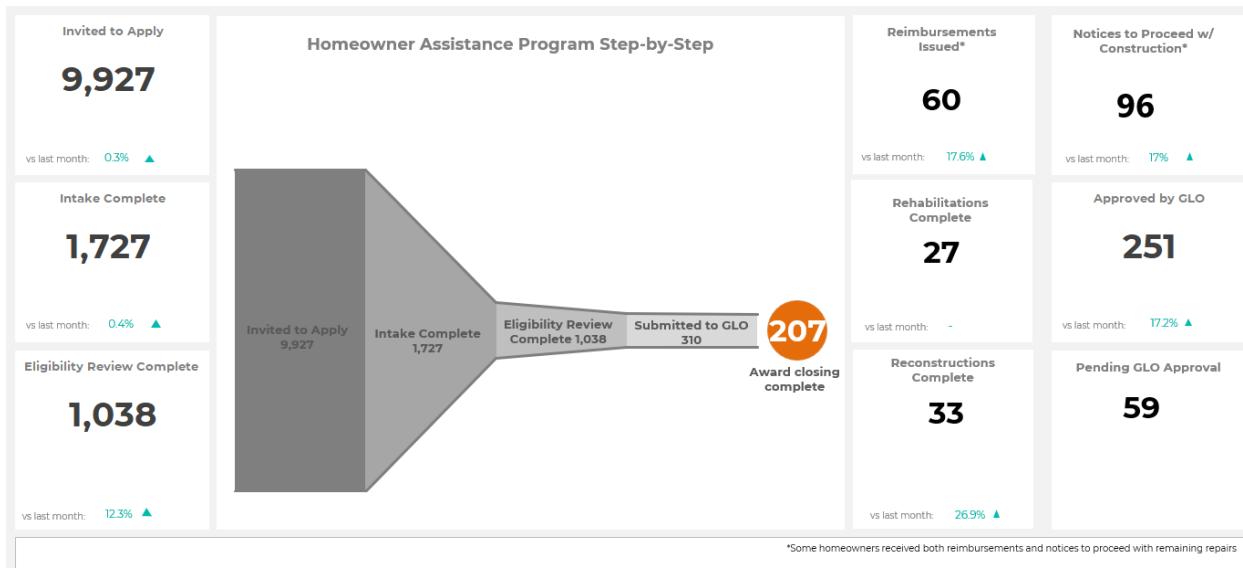 Invited to Apply
9,927
vs last month: 0.3%
Intake Complete
1,727
vs last month: 0.4%
Eligibility Review Complete
1,038
vs last month: 12.3%
Homeowner Assistance Program Step-by-Step
Invited to Apply
9,927
Intake Complete
1,727
Eligibility Review
Complete 1,038
Submitted to GLO
310
207
Award closing
complete
Reimbursements
Issued*
60
vs last month: 17.6%
Rehabilitations
Complete
27
vs last month: -
Reconstructions
Complete
33
vs last month: 26.9%
Notices to Proceed w/
Construction*
96
vs last month: 17%
Approved by GLO
251
vs last month: 17.2%
Pending GLO Approval
59
*Some homeowners received both reimbursements and notices to proceed with remaining repairs